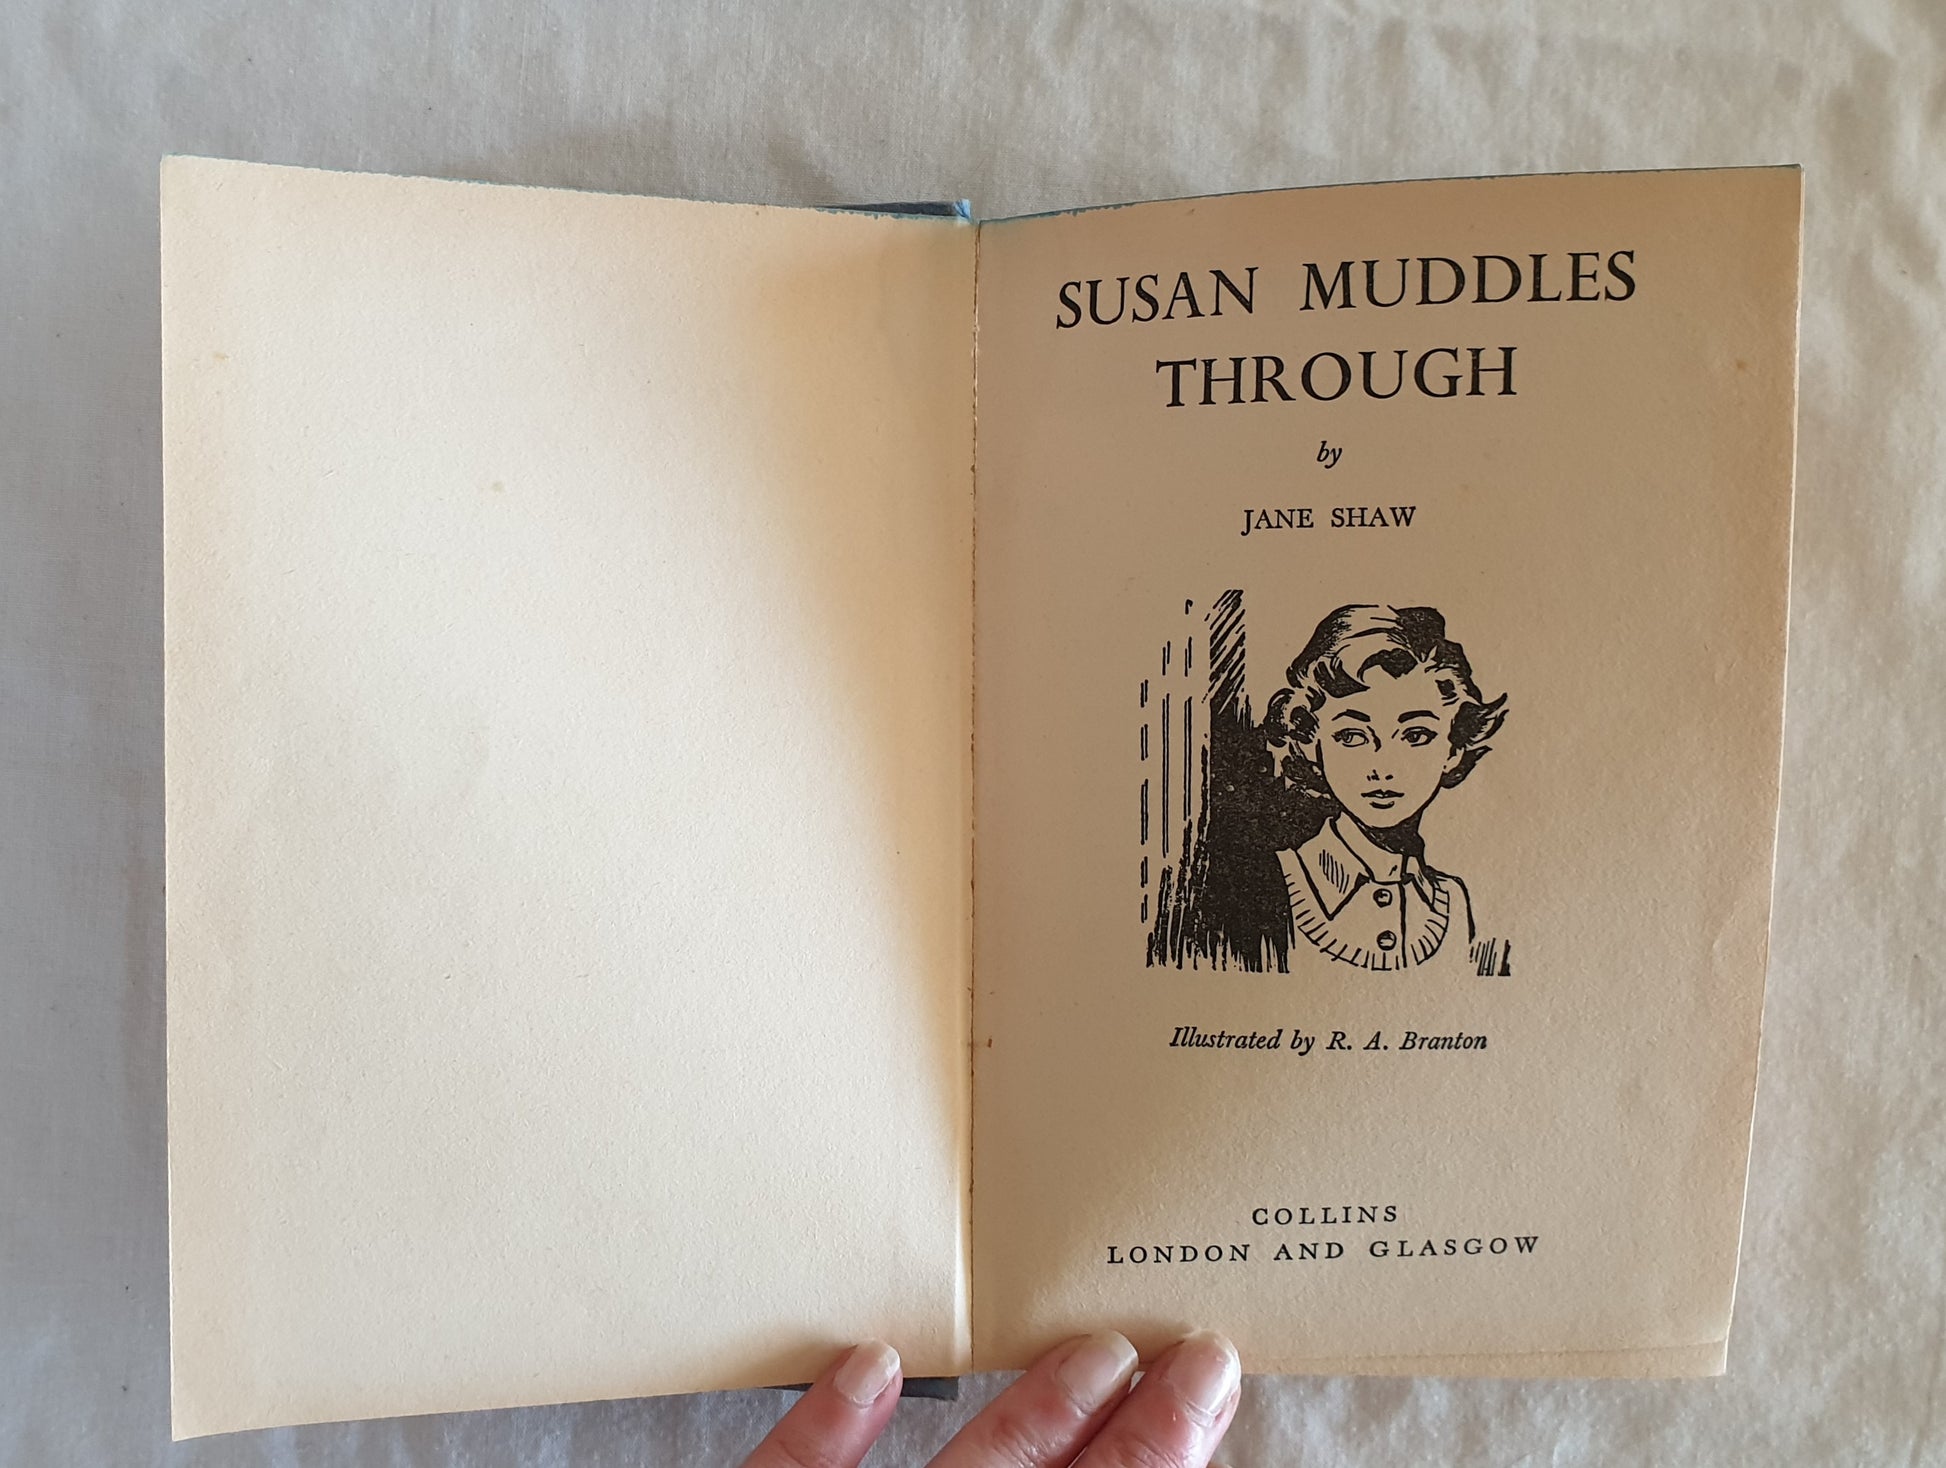 SUSAN MUDDLES
THROUGH
by
JANE SHAW
Illustrated by R. A. Branton
COLLINS
LONDON AND GLASGOW